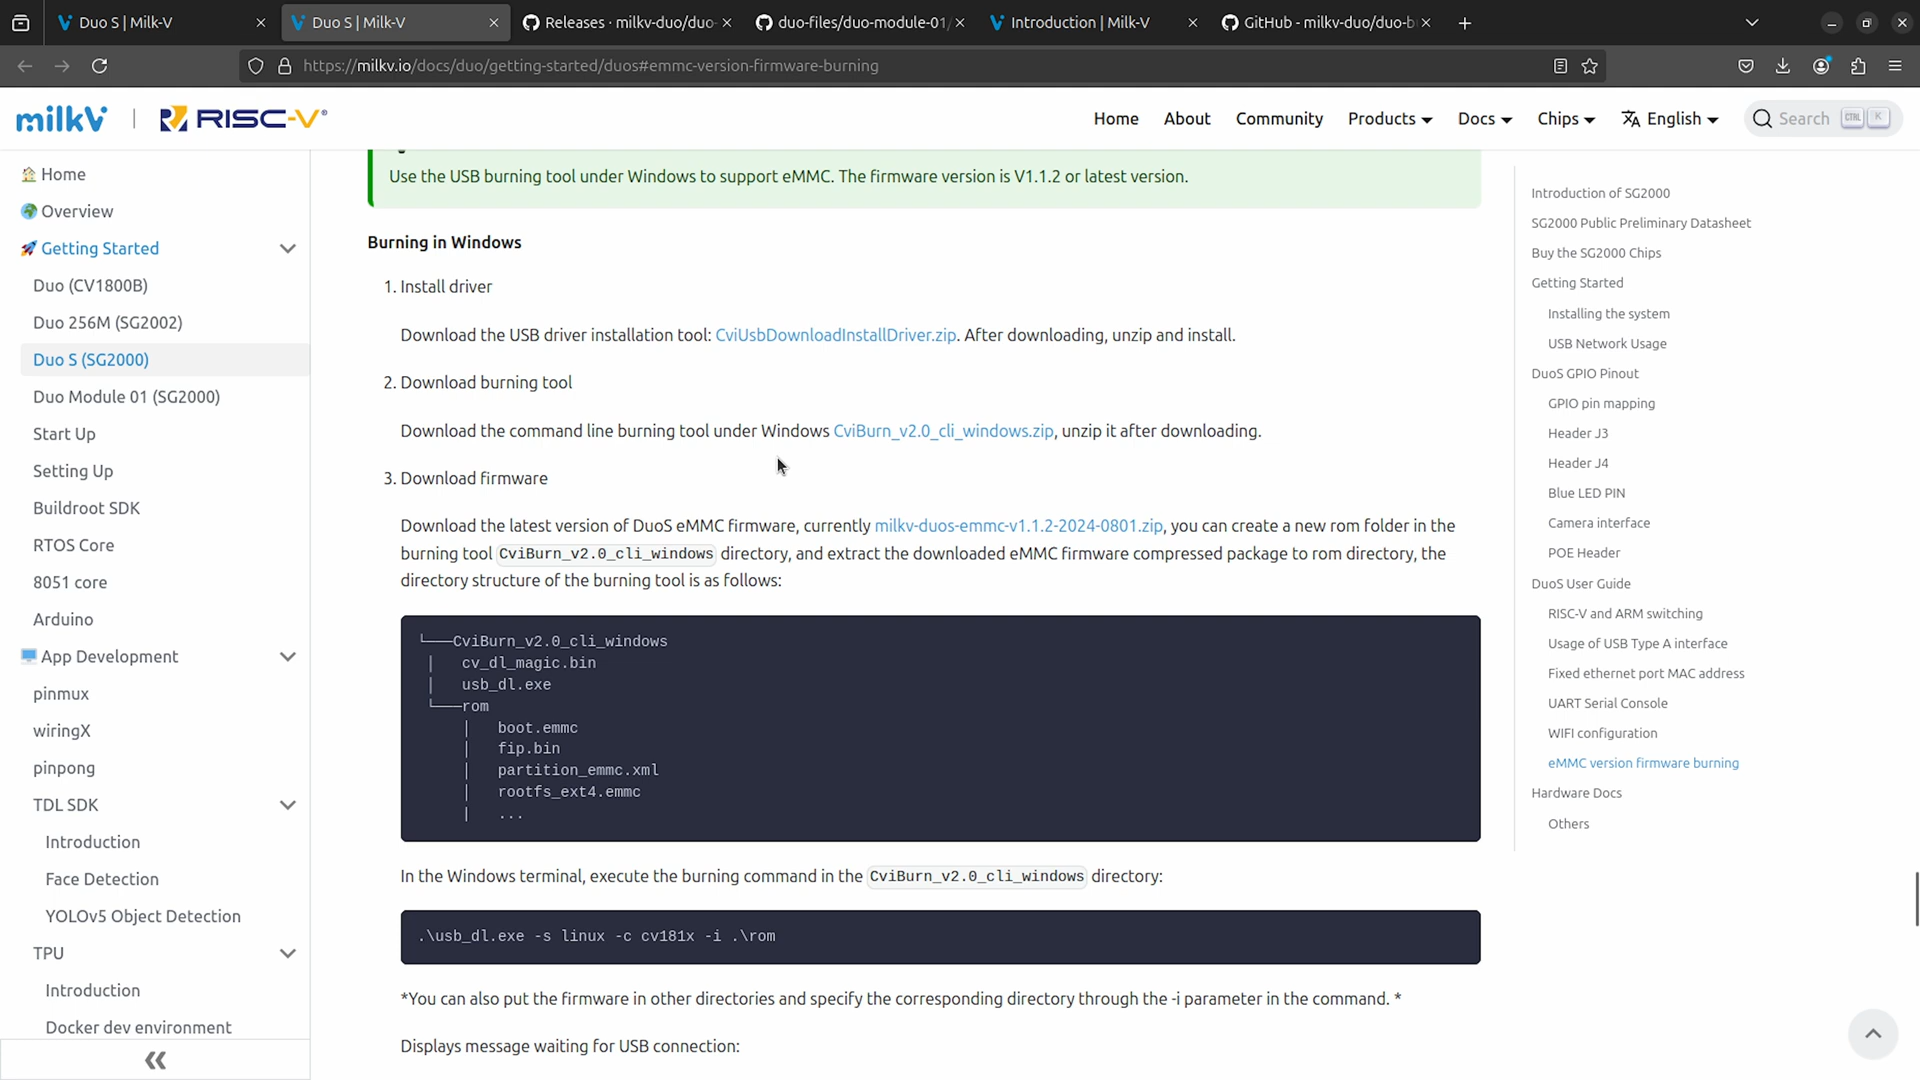 Duo S | Milk-V
Duo S | Milk-V
Releases · milkv-duo/duo-
duo-files/duo-module-01/
Introduction | Milk-V
GitHub - milkv-duo/duo-b
https://milkv.io/docs/duo/getting-started/duos#emmc-version-firmware-burning
milkV
RISC-V®
Home
About
Community
Products
Docs
Chips
English
Search
CTRL
K
Home
Overview
Getting Started
Duo (CV1800B)
Duo 256M (SG2002)
Duo S (SG2000)
Duo Module 01 (SG2000)
Start Up
Setting Up
Buildroot SDK
RTOS Core
8051 core
Arduino
App Development
pinmux
wiringX
pinpong
TDL SDK
Introduction
Face Detection
YOLOv5 Object Detection
TPU
Introduction
Docker dev environment
Use the USB burning tool under Windows to support eMMC. The firmware version is V1.1.2 or latest version.
Burning in Windows
1. Install driver
Download the USB driver installation tool: CviUsbDownloadInstallDriver.zip. After downloading, unzip and install.
2. Download burning tool
Download the command line burning tool under Windows CviBurn_v2.0_cli_windows.zip, unzip it after downloading.
3. Download firmware
Download the latest version of DuoS eMMC firmware, currently milkv-duos-emmc-v1.1.2-2024-0801.zip, you can create a new rom folder in the
burning tool CviBurn_v2.0_cli_windows directory, and extract the downloaded eMMC firmware compressed package to rom directory, the
directory structure of the burning tool is as follows:
└───CviBurn_v2.0_cli_windows
│ cv_dl_magic.bin
│ usb_dl.exe
└───rom
│ boot.emmc
│ fip.bin
│ partition_emmc.xml
│ rootfs_ext4.emmc
│ ...
In the Windows terminal, execute the burning command in the CviBurn_v2.0_cli_windows directory:
.\usb_dl.exe -s linux -c cv181x -i .\rom
*You can also put the firmware in other directories and specify the corresponding directory through the -i parameter in the command. *
Displays message waiting for USB connection:
Introduction of SG2000
SG2000 Public Preliminary Datasheet
Buy the SG2000 Chips
Getting Started
Installing the system
USB Network Usage
DuoS GPIO Pinout
GPIO pin mapping
Header J3
Header J4
Blue LED PIN
Camera interface
POE Header
DuoS User Guide
RISC-V and ARM switching
Usage of USB Type A interface
Fixed ethernet port MAC address
UART Serial Console
WIFI configuration
eMMC version firmware burning
Hardware Docs
Others